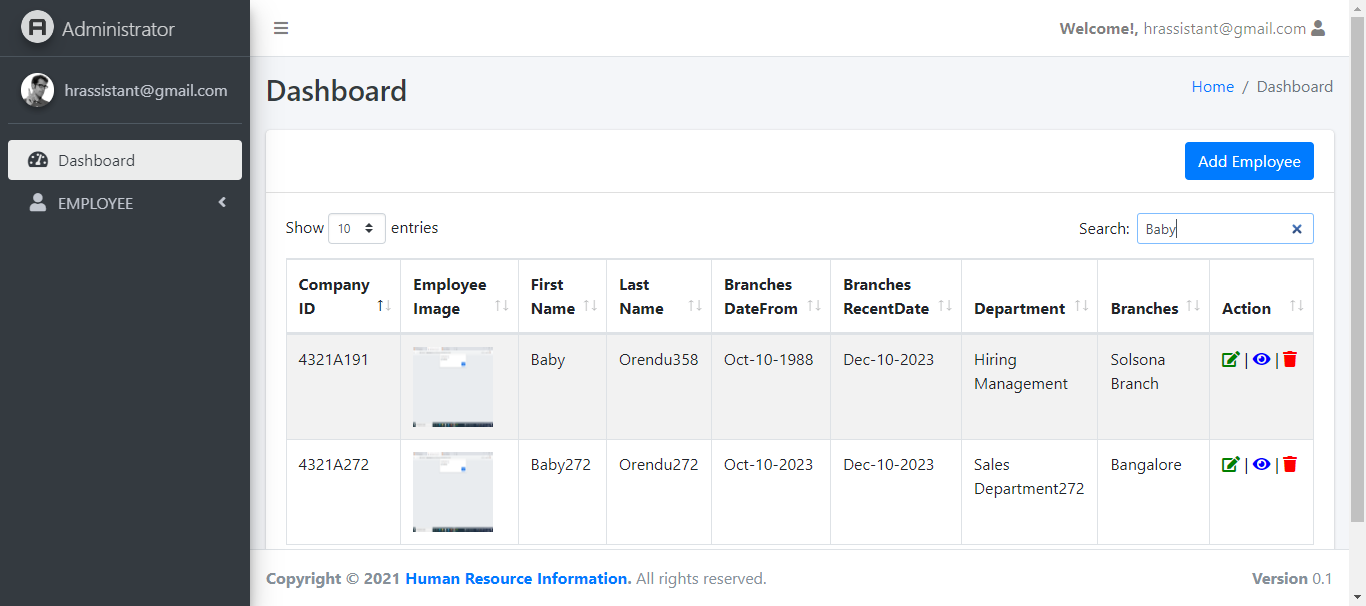 Administrator
hrassistant@gmail.com
Dashboard
EMPLOYEE
Welcome!, hrassistant@gmail.com
Dashboard
Home / Dashboard
Add Employee
Show 10 entries
Search: Baby
Company ID Employee Image First Name Last Name Branches DateFrom Branches RecentDate Department Branches Action
4321A191 Baby Orendu358 Oct-10-1988 Dec-10-2023 Hiring Management Solsona Branch | |
4321A272 Baby272 Orendu272 Oct-10-2023 Dec-10-2023 Sales Department272 Bangalore | |
Copyright © 2021 Human Resource Information. All rights reserved.
Version 0.1